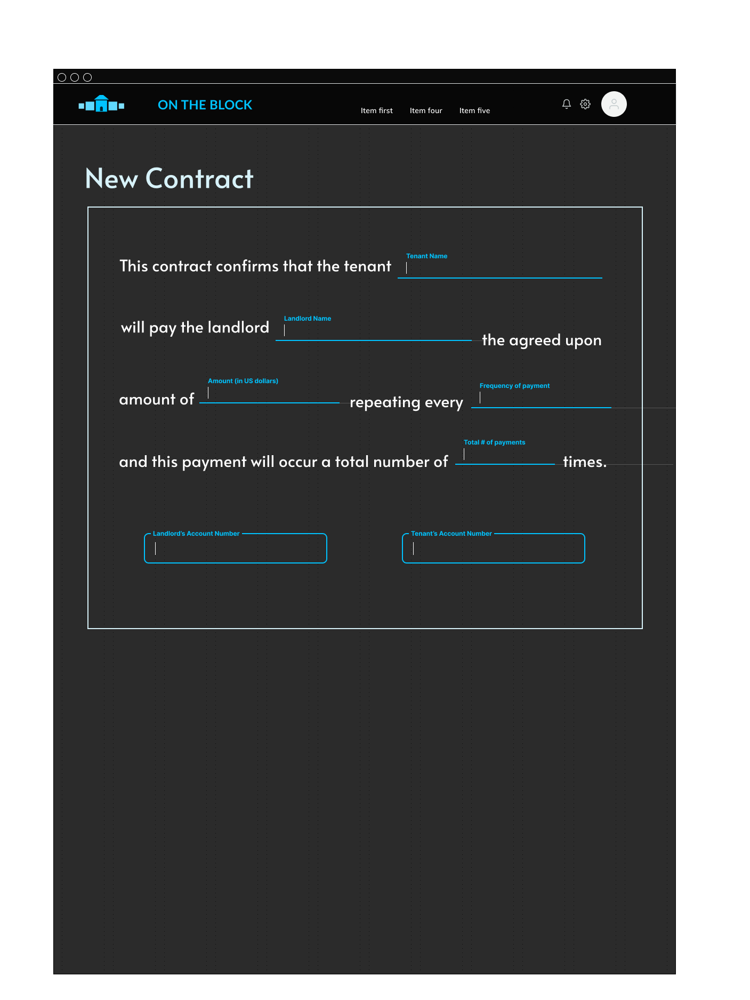 ON THE BLOCK
Item first Item four Item five
New Contract
Tenant Name
This contract confirms that the tenant
Landlord Name
will pay the landlord the agreed upon
Amount (in US dollars) Frequency of payment
amount of repeating every
Total # of payments
and this payment will occur a total number of times.
Landlord's Account Number Tenant's Account Number